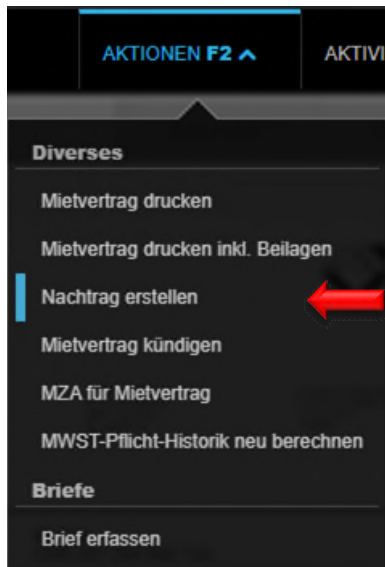 AKTIONEN F2
AKTIVI
Diverses
Mietvertrag drucken
Mietvertrag drucken inkl. Beilagen
Nachtrag erstellen
Mietvertrag kündigen
MZA für Mietvertrag
MWST-Pflicht-Historik neu berechnen
Briefe
Brief erfassen